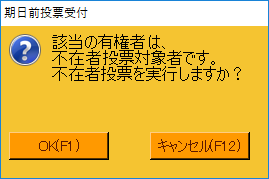 期日前投票受付
該当の有権者は、
不在者投票対象者です。
不在者投票を実行しますか？
OK(F1)
キャンセル(F12)